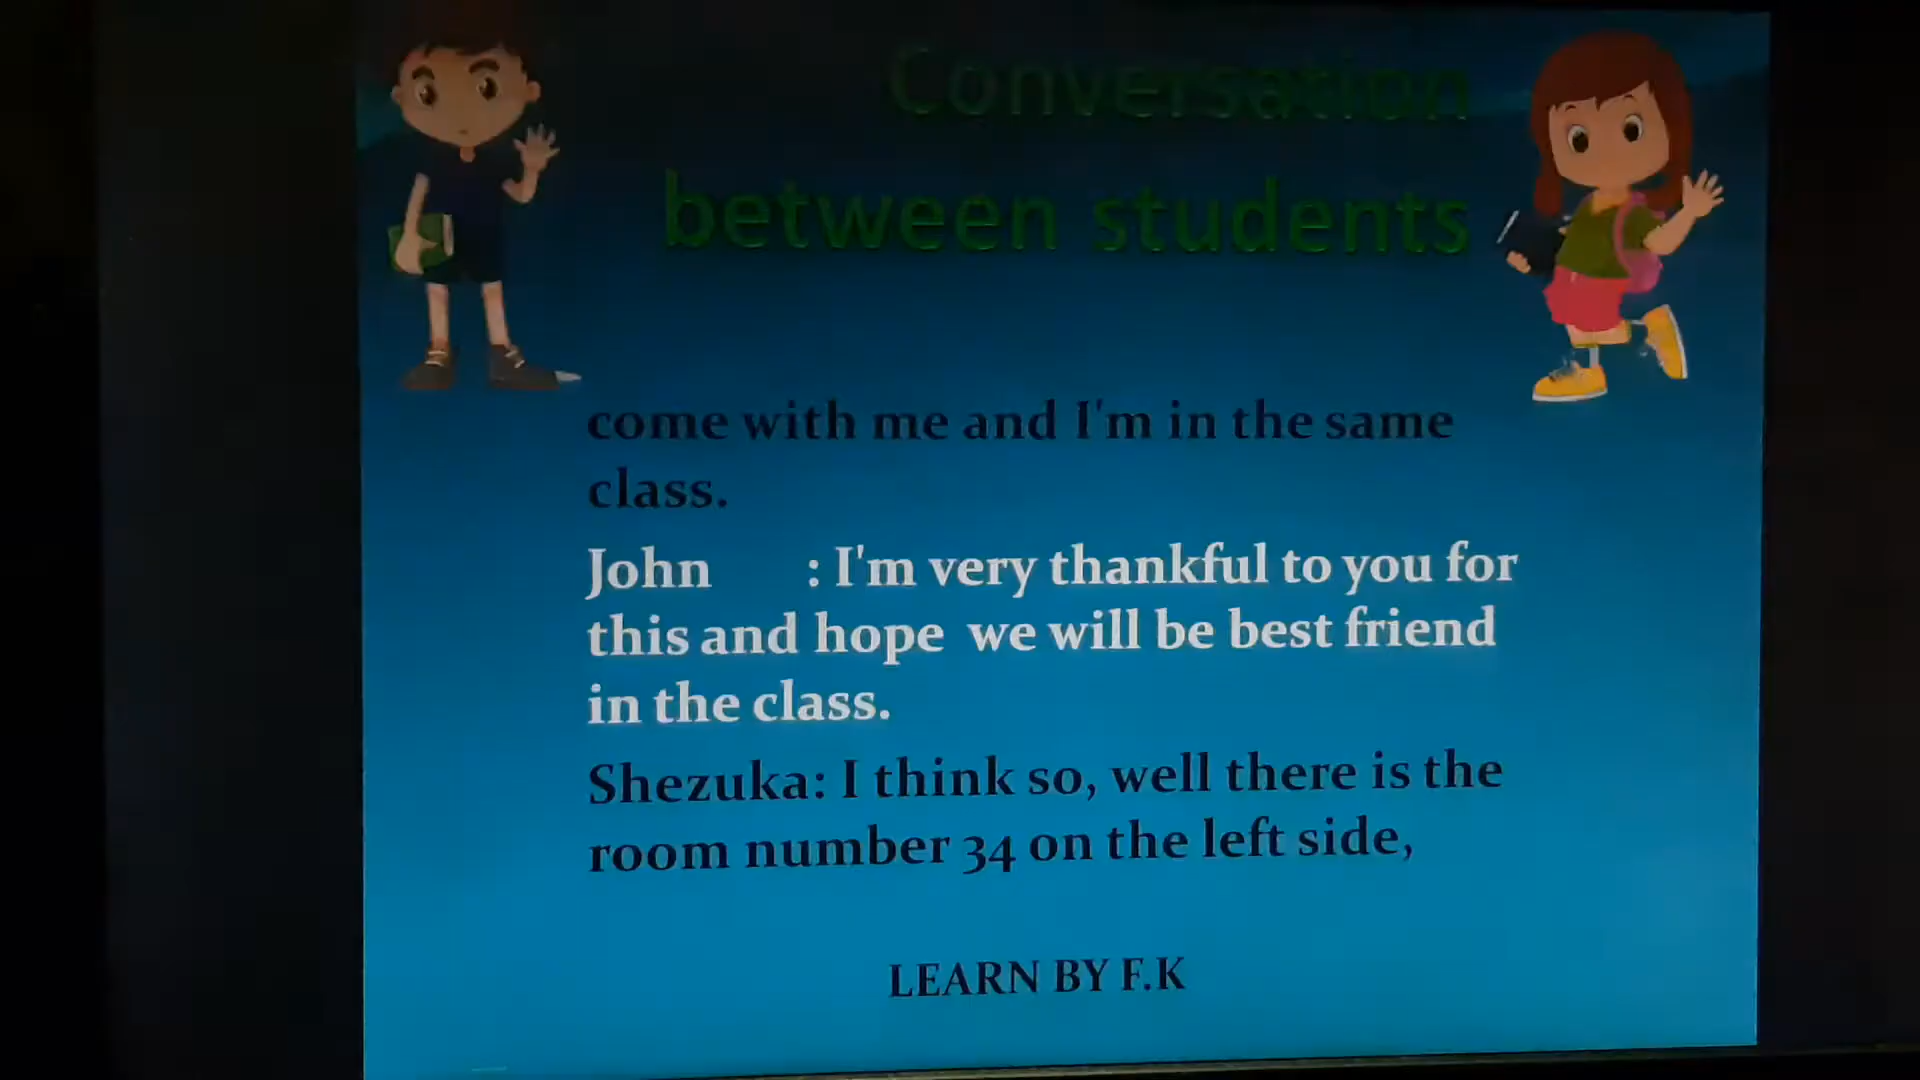 Conversation
between students
come with me and I'm in the same
class.
John : I'm very thankful to you for
this and hope we will be best friend
in the class.
Shezuka: I think so, well there is the
room number 34 on the left side,
LEARN BY F.K